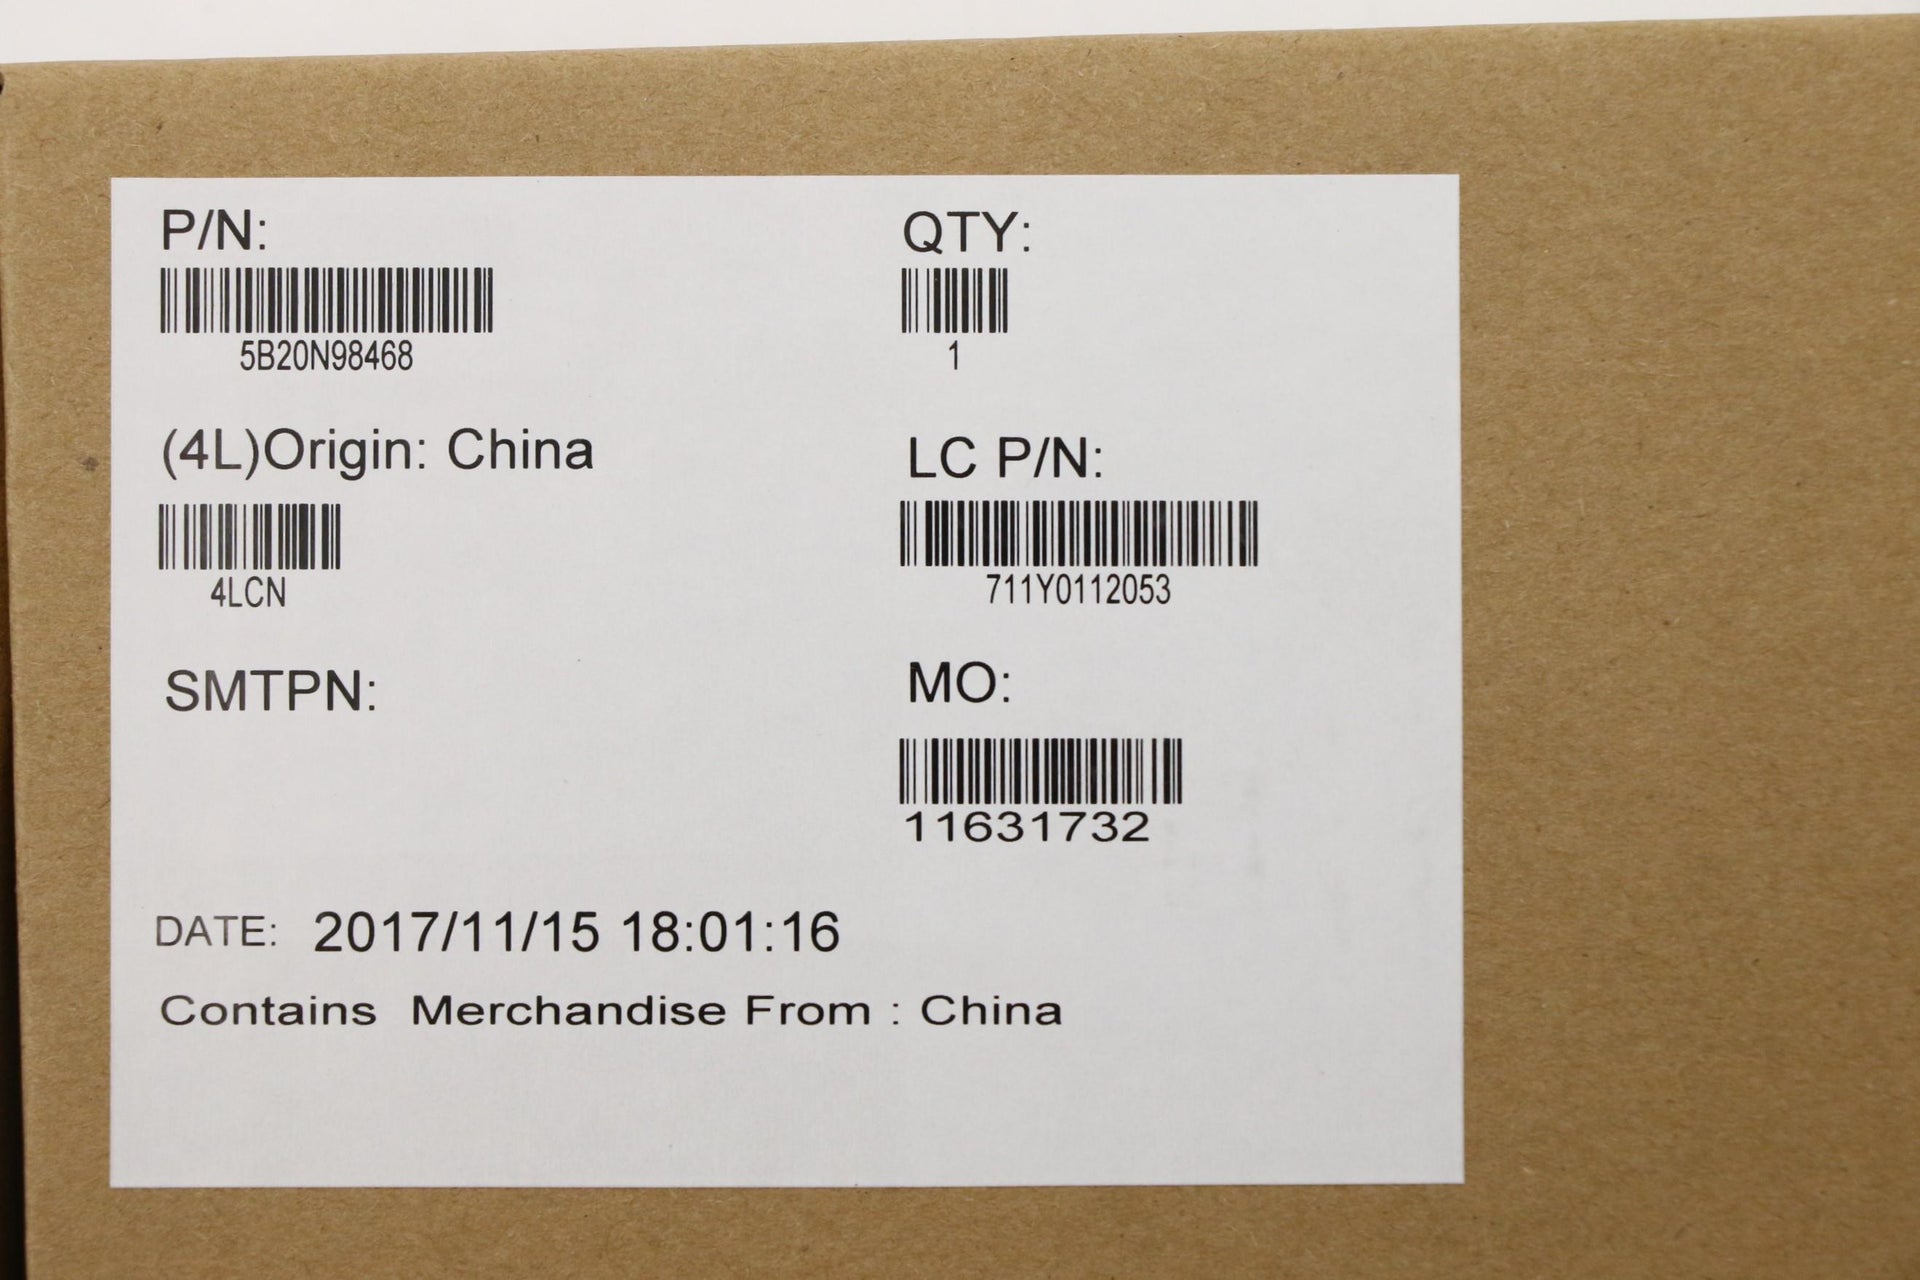 P/N:
5B20N98468
QTY:
1
(4L)Origin: China
4LCN
LC P/N:
711Y0112053
SMTPN:
MO:
11631732
DATE: 2017/11/15 18:01:16
Contains Merchandise From : China